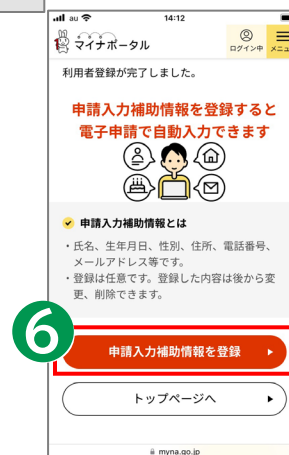 au 14:12
マイナポータル
ログイン中 メニュ
利用者登録が完了しました。
申請入力補助情報を登録すると
電子申請で自動入力できます
申請入力補助情報とは
・氏名、生年月日、性別、住所、電話番号、
メールアドレス等です。
・登録は任意です。登録した内容は後から変
更、削除できます。
6
申請入力補助情報を登録
トップページへ
myna.go.jp